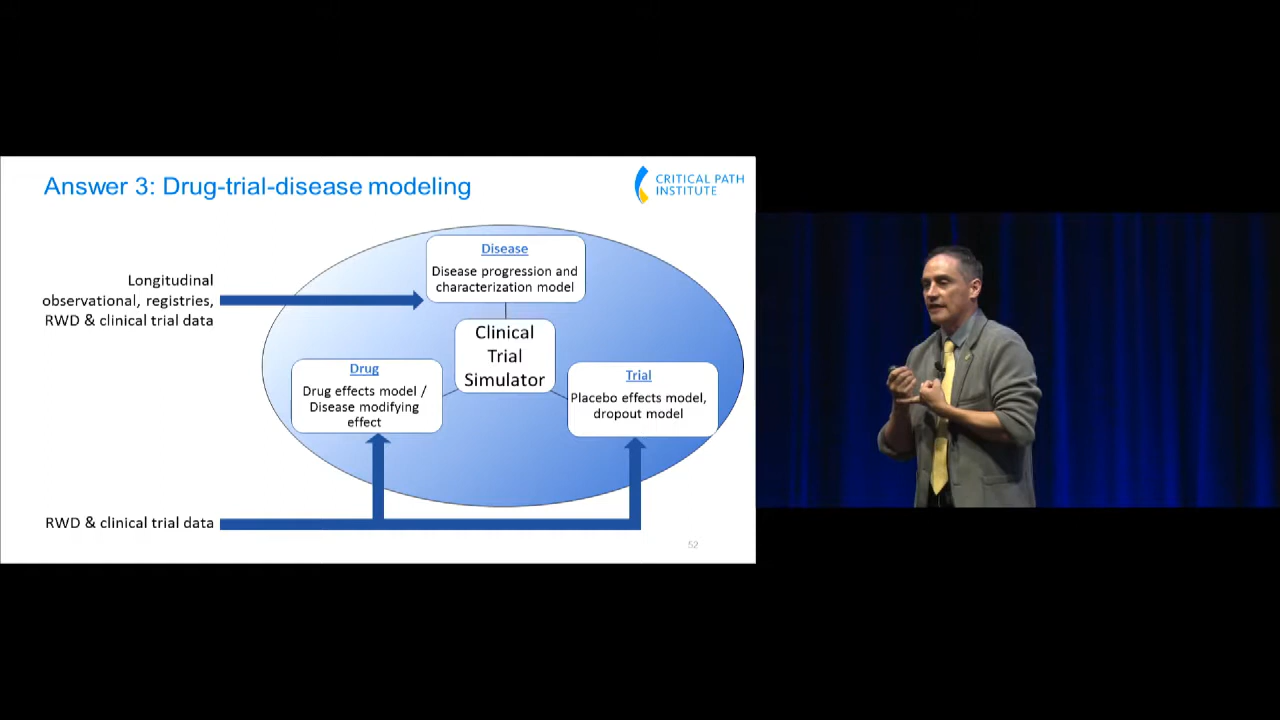 Answer 3: Drug-trial-disease modeling
CRITICAL PATH
INSTITUTE
Longitudinal
observational, registries,
RWD & clinical trial data
Disease
Disease progression and
characterization model
Clinical
Trial
Simulator
Drug
Drug effects model /
Disease modifying
effect
Trial
Placebo effects model,
dropout model
RWD & clinical trial data
52